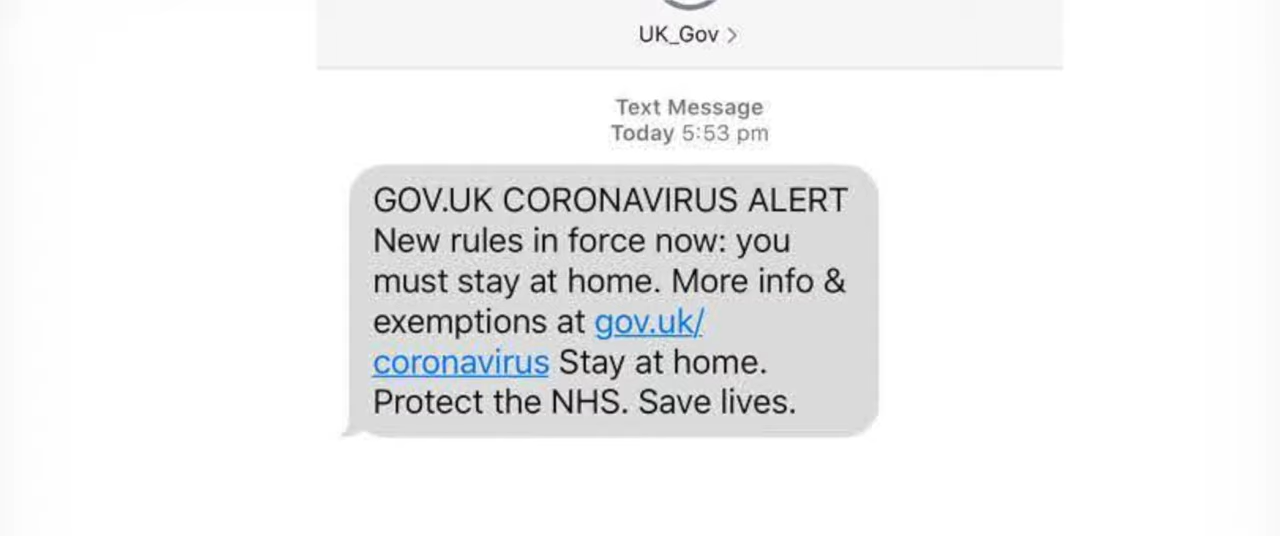 UK_Gov >
Text Message
Today 5:53 pm
GOV.UK CORONAVIRUS ALERT
New rules in force now: you
must stay at home. More info &
exemptions at gov.uk/
coronavirus Stay at home.
Protect the NHS. Save lives.